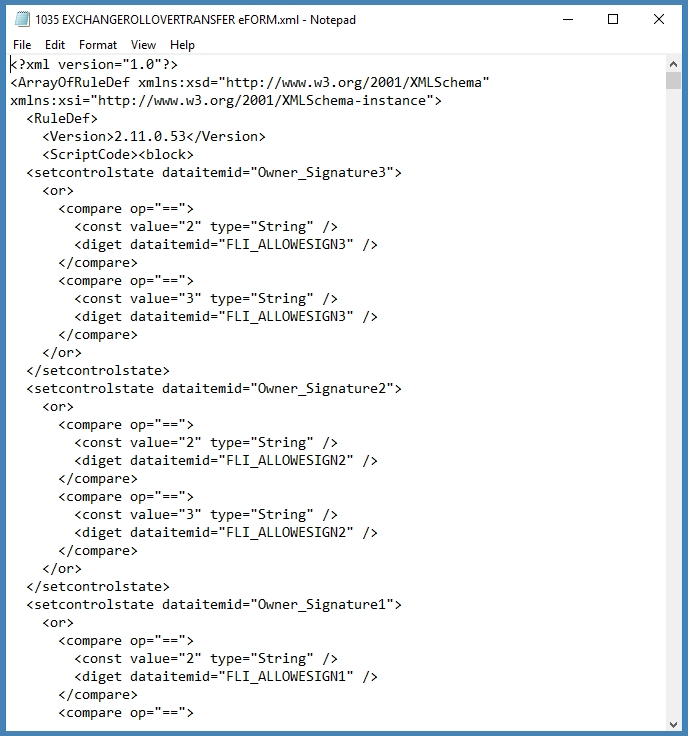 1035 EXCHANGEROLLOVERTRANSFER eFORM.xml - Notepad
File Edit Format View Help
<?xml version="1.0"?>
<ArrayOfRuleDef xmlns:xsd="http://www.w3.org/2001/XMLSchema"
xmlns:xsi="http://www.w3.org/2001/XMLSchema-instance">
  <RuleDef>
    <Version>2.11.0.53</Version>
    <ScriptCode><block>
  <setcontrolstate dataitemid="Owner_Signature3">
    <or>
      <compare op="==">
        <const value="2" type="String" />
        <diget dataitemid="FLI_ALLOWESIGN3" />
      </compare>
      <compare op="==">
        <const value="3" type="String" />
        <diget dataitemid="FLI_ALLOWESIGN3" />
      </compare>
    </or>
  </setcontrolstate>
  <setcontrolstate dataitemid="Owner_Signature2">
    <or>
      <compare op="==">
        <const value="2" type="String" />
        <diget dataitemid="FLI_ALLOWESIGN2" />
      </compare>
      <compare op="==">
        <const value="3" type="String" />
        <diget dataitemid="FLI_ALLOWESIGN2" />
      </compare>
    </or>
  </setcontrolstate>
  <setcontrolstate dataitemid="Owner_Signature1">
    <or>
      <compare op="==">
        <const value="2" type="String" />
        <diget dataitemid="FLI_ALLOWESIGN1" />
      </compare>
      <compare op="==">